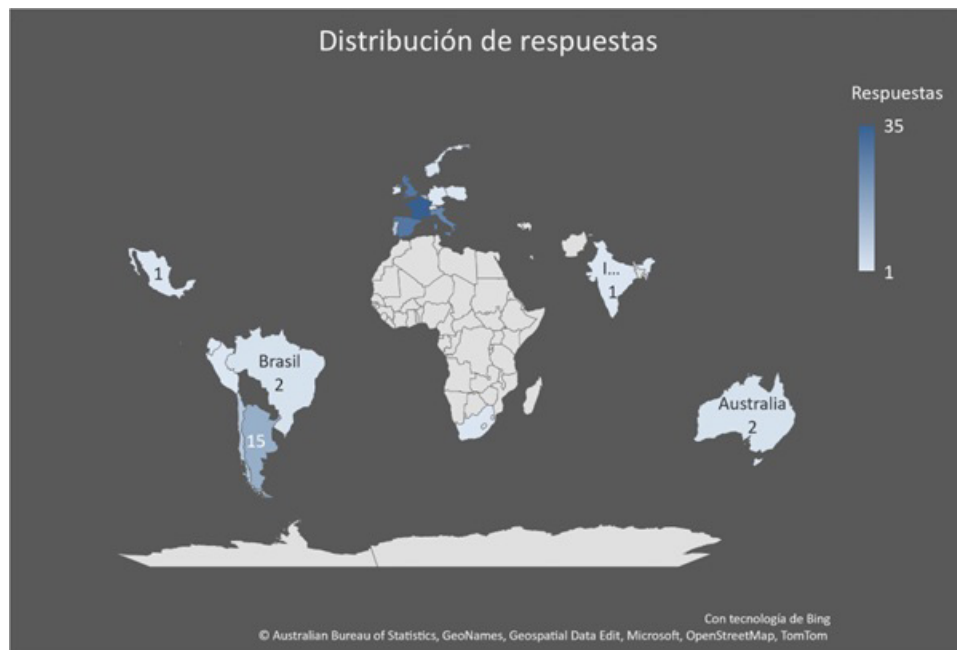 Distribución de respuestas
Respuestas
35
1
1
I...
1
Brasil
2
Australia
2
15
Con tecnología de Bing
© Australian Bureau of Statistics, GeoNames, Geospatial Data Edit, Microsoft, OpenStreetMap, TomTom